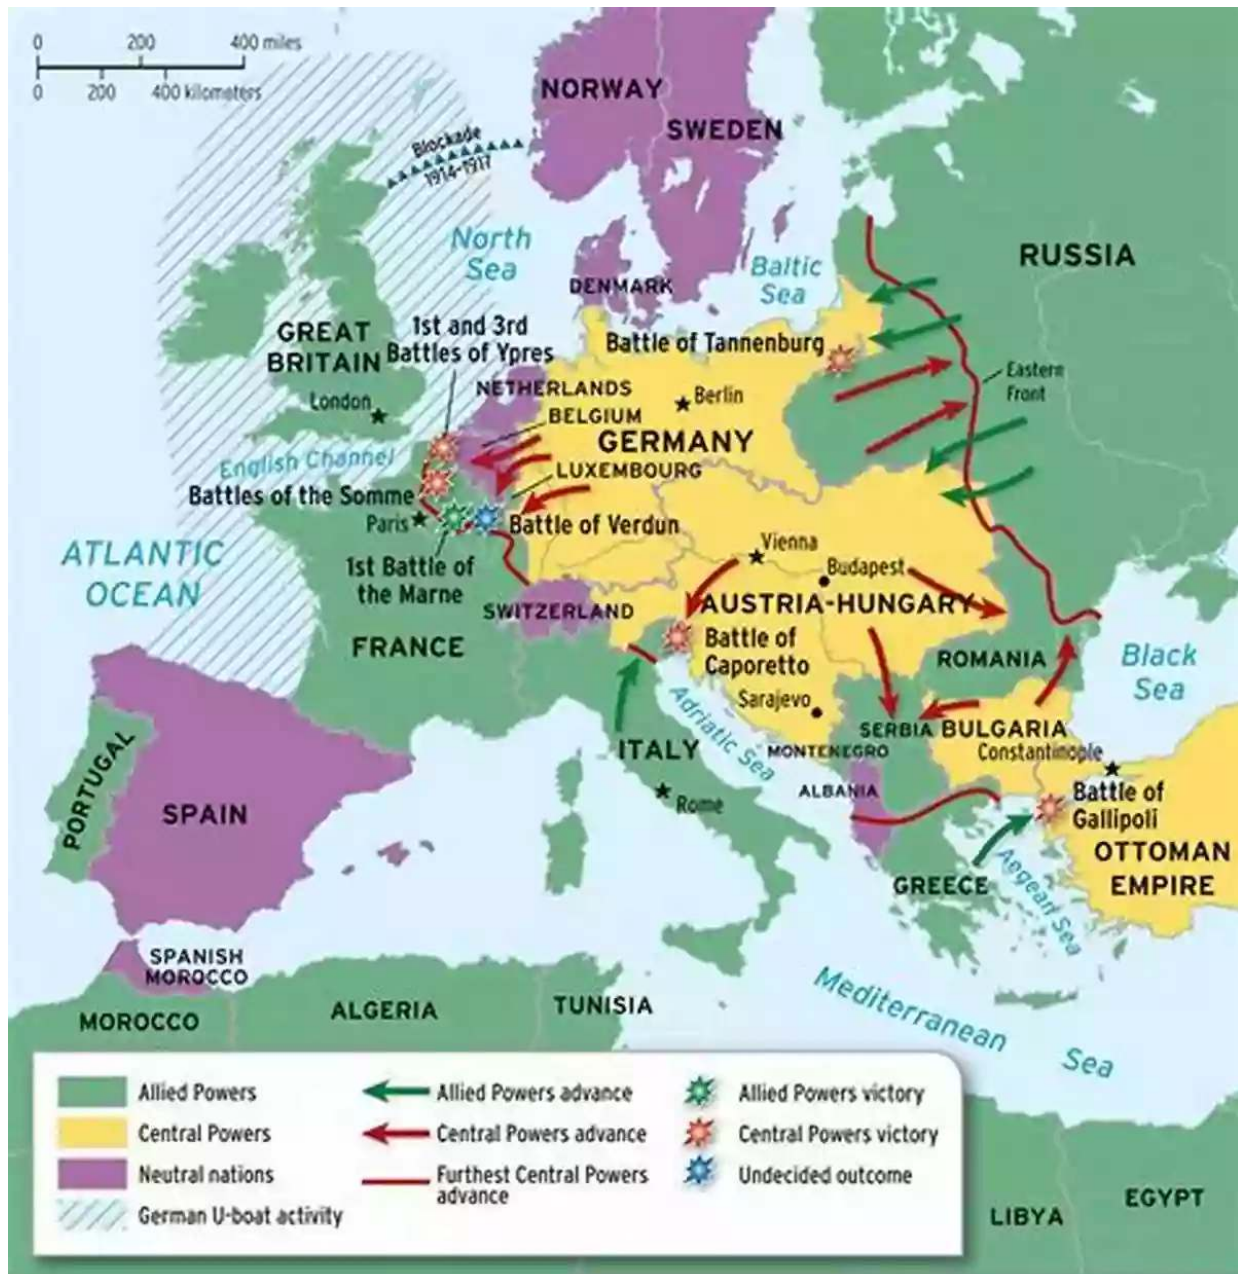 0 200 400 miles
0 200 400 kilometers
NORWAY
SWEDEN
Blockade
1914-1917
North
Sea
Baltic
Sea
RUSSIA
DENMARK
GREAT
BRITAIN
1st and 3rd
Battles of Ypres
Battle of Tannenburg
Eastern
Front
NETHERLANDS
London
Berlin
BELGIUM
GERMANY
English Channel
LUXEMBOURG
Battles of the Somme
Paris
Battle of Verdun
ATLANTIC
OCEAN
1st Battle of
the Marne
Vienna
Budapest
SWITZERLAND
AUSTRIA-HUNGARY
FRANCE
Battle of
Caporetto
ROMANIA
Black
Sea
Sarajevo
Adriatic Sea
SERBIA
BULGARIA
PORTUGAL
SPAIN
ITALY
MONTENEGRO
Constantinople
ALBANIA
Rome
Battle of
Gallipoli
OTTOMAN
EMPIRE
GREECE
Aegean Sea
SPANISH
MOROCCO
MOROCCO
ALGERIA
TUNISIA
Mediterranean
Sea
Allied Powers
Central Powers
Neutral nations
German U-boat activity
Allied Powers advance
Central Powers advance
Furthest Central Powers
advance
Allied Powers victory
Central Powers victory
Undecided outcome
LIBYA
EGYPT